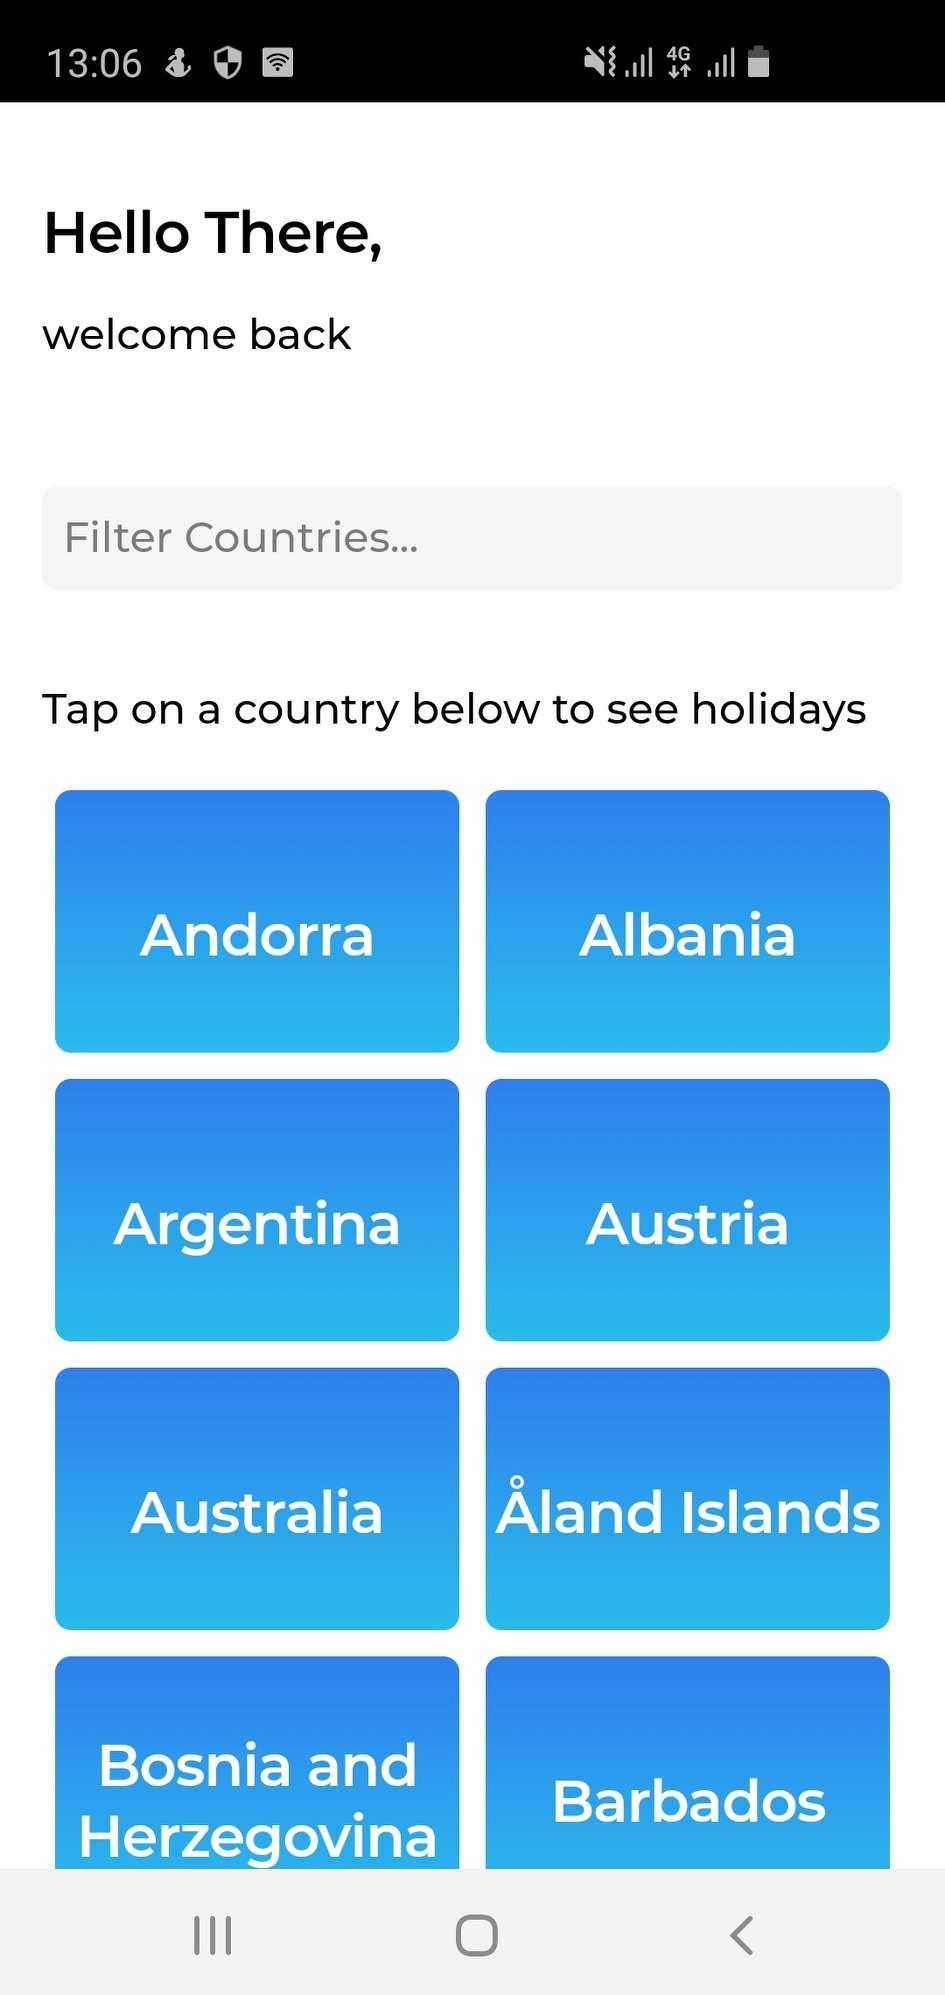 13:06
4G
Hello There,
welcome back
Filter Countries...
Tap on a country below to see holidays
Andorra
Albania
Argentina
Austria
Australia
Åland Islands
Bosnia and
Herzegovina
Barbados